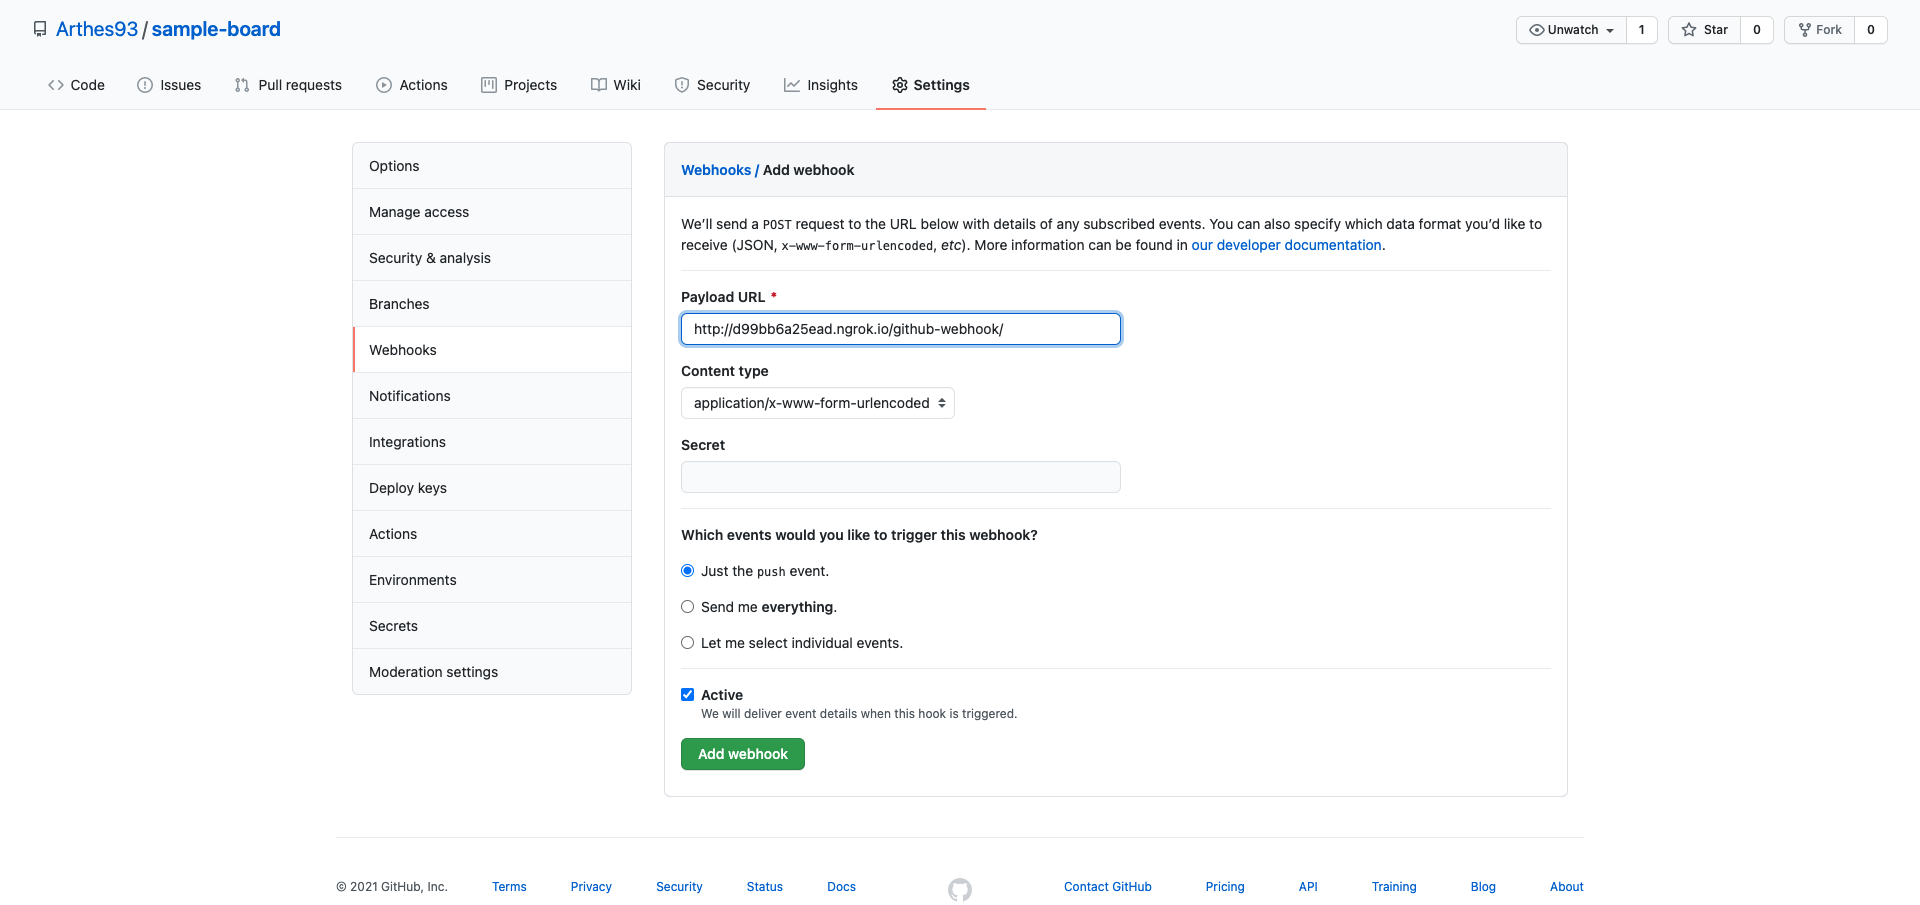 Arthes93 / sample-board
Unwatch 1 Star 0 Fork 0
Code Issues Pull requests Actions Projects Wiki Security Insights Settings
Options
Manage access
Security & analysis
Branches
Webhooks
Notifications
Integrations
Deploy keys
Actions
Environments
Secrets
Moderation settings
Webhooks / Add webhook
We’ll send a POST request to the URL below with details of any subscribed events. You can also specify which data format you’d like to
receive (JSON, x-www-form-urlencoded, etc). More information can be found in our developer documentation.
Payload URL *
http://d99bb6a25ead.ngrok.io/github-webhook/
Content type
application/x-www-form-urlencoded
Secret
Which events would you like to trigger this webhook?
Just the push event.
Send me everything.
Let me select individual events.
Active
We will deliver event details when this hook is triggered.
Add webhook
© 2021 GitHub, Inc. Terms Privacy Security Status Docs Contact GitHub Pricing API Training Blog About